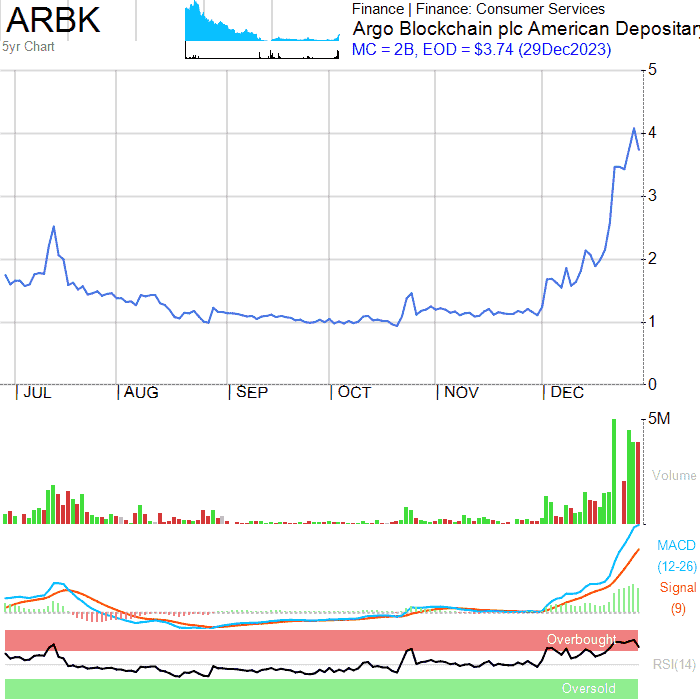 ARBK
5yr Chart
Finance | Finance: Consumer Services
Argo Blockchain plc American Depositary
MC = 2B, EOD = $3.74 (29Dec2023)
5
4
3
2
1
0
JUL AUG SEP OCT NOV DEC
5M
Volume
MACD
(12-26)
Signal
(9)
Overbought
RSI(14)
Oversold